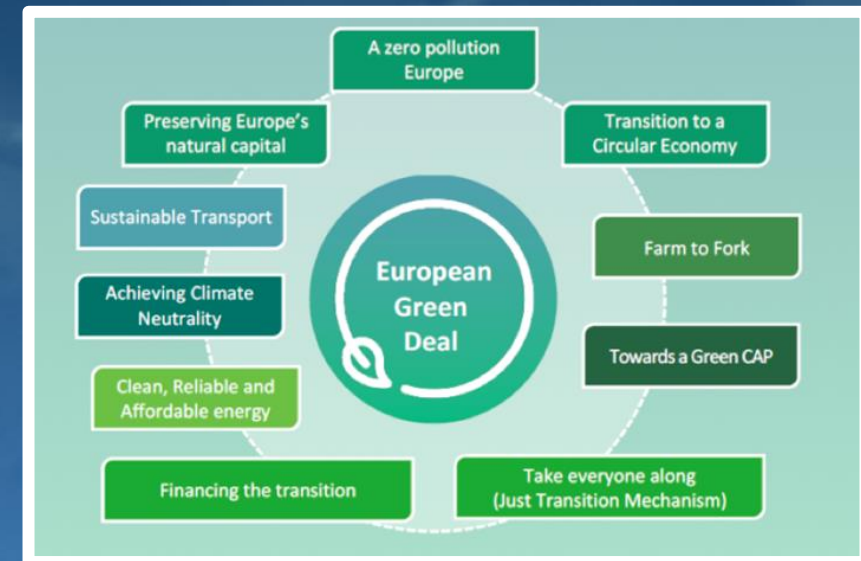 A zero pollution
Europe
Preserving Europe's
natural capital
Transition to a
Circular Economy
Sustainable Transport
Farm to Fork
European
Green
Deal
Achieving Climate
Neutrality
Towards a Green CAP
Clean, Reliable and
Affordable energy
Financing the transition
Take everyone along
(Just Transition Mechanism)